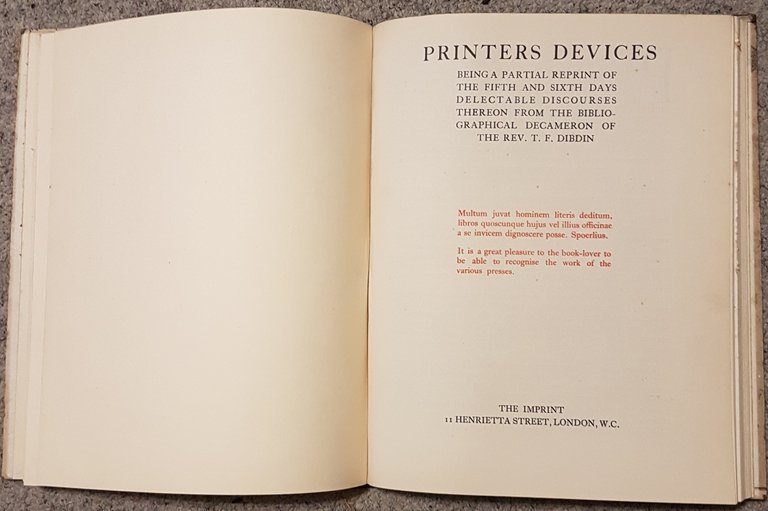 PRINTERS DEVICES
BEING A PARTIAL REPRINT OF
THE FIFTH AND SIXTH DAYS
DELECTABLE DISCOURSES
THEREON FROM THE BIBLIO-
GRAPHICAL DECAMERON OF
THE REV. T. F. DIBDIN
Multum juvat hominem literis deditum,
libros quoscunque hujus vel illius officinae
a se invicem dignoscere posse. Spoerlius.
It is a great pleasure to the book-lover to
be able to recognise the work of the
various presses.
THE IMPRINT
11 HENRIETTA STREET, LONDON, W.C.